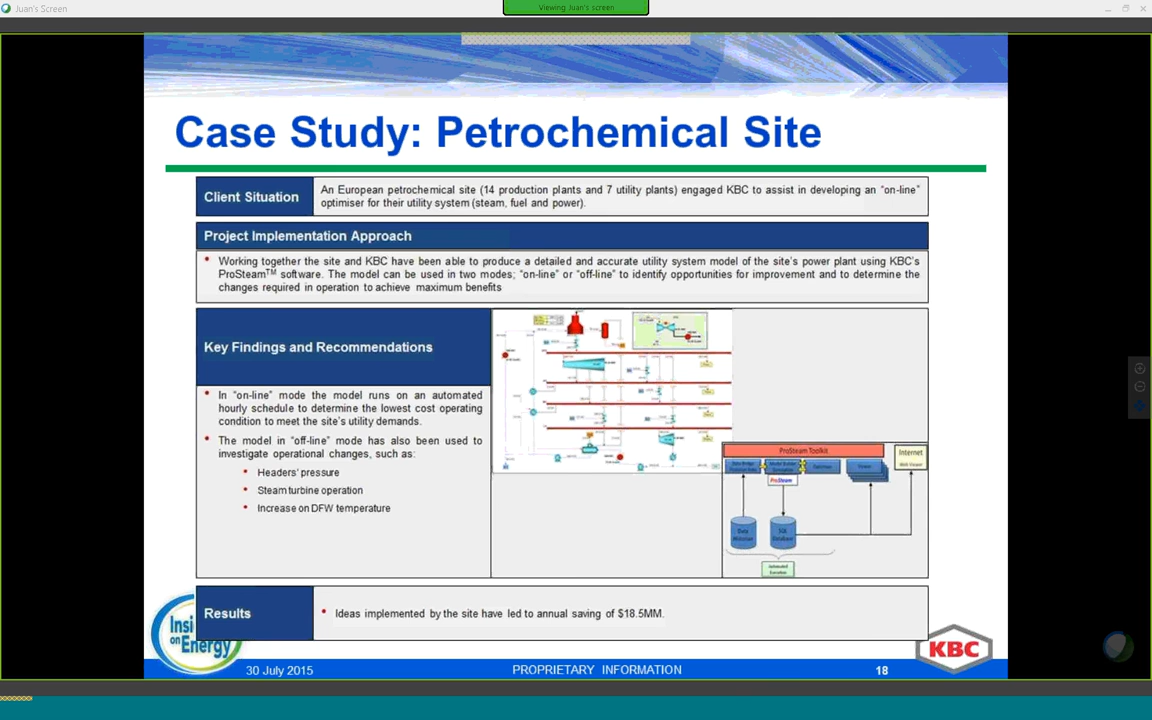 Juan's Screen
Viewing Juan's screen
Case Study: Petrochemical Site
Client Situation
An European petrochemical site (14 production plants and 7 utility plants) engaged KBC to assist in developing an "on-line"
optimiser for their utility system (steam, fuel and power).
Project Implementation Approach
• Working together the site and KBC have been able to produce a detailed and accurate utility system model of the site's power plant using KBC's
ProSteam™ software. The model can be used in two modes; "on-line" or "off-line" to identify opportunities for improvement and to determine the
changes required in operation to achieve maximum benefits
Key Findings and Recommendations
• In "on-line" mode the model runs on an automated
hourly schedule to determine the lowest cost operating
condition to meet the site's utility demands.
• The model in "off-line" mode has also been used to
investigate operational changes, such as:
• Headers' pressure
• Steam turbine operation
• Increase on DFW temperature
ProSteam Toolkit
Internet
Web Viewer
ProSteam
Data
Historian
SQL
Database
Automated
Execution
Results
• Ideas implemented by the site have led to annual saving of $18.5MM.
Insi
on Energy
30 July 2015
PROPRIETARY INFORMATION
18
KBC